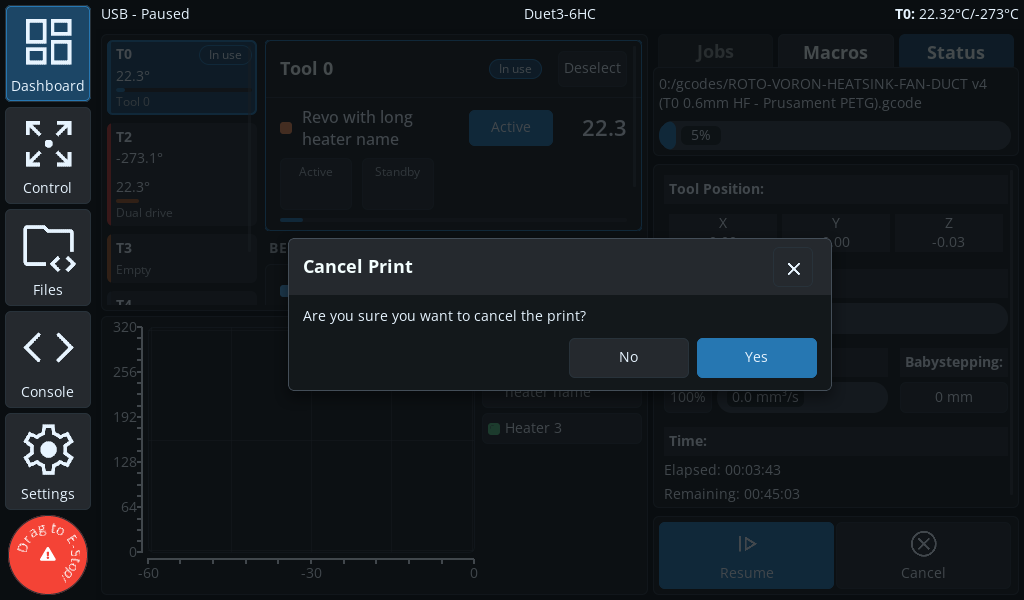 USB - Paused
Duet3-6HC
T0: 22.32°C/-273°C
Dashboard
Control
Files
Console
Settings
Drag to E-Stop!
T0
In use
22.3°
Tool 0
T2
-273.1°
22.3°
Dual drive
T3
Empty
T4
Tool 0
In use
Deselect
Revo with long
heater name
Active
22.3
Active
Standby
BE
Jobs
Macros
Status
0:/gcodes/ROTO-VORON-HEATSINK-FAN-DUCT v4
(T0 0.6mm HF - Prusament PETG).gcode
5%
Tool Position:
X
Y
Z
-0.03
Cancel Print
Are you sure you want to cancel the print?
No
Yes
320
256
192
128
64
0
-60
-30
0
heater name
Heater 3
Babystepping:
100%
0.0 mm³/s
0 mm
Time:
Elapsed: 00:03:43
Remaining: 00:45:03
Resume
Cancel